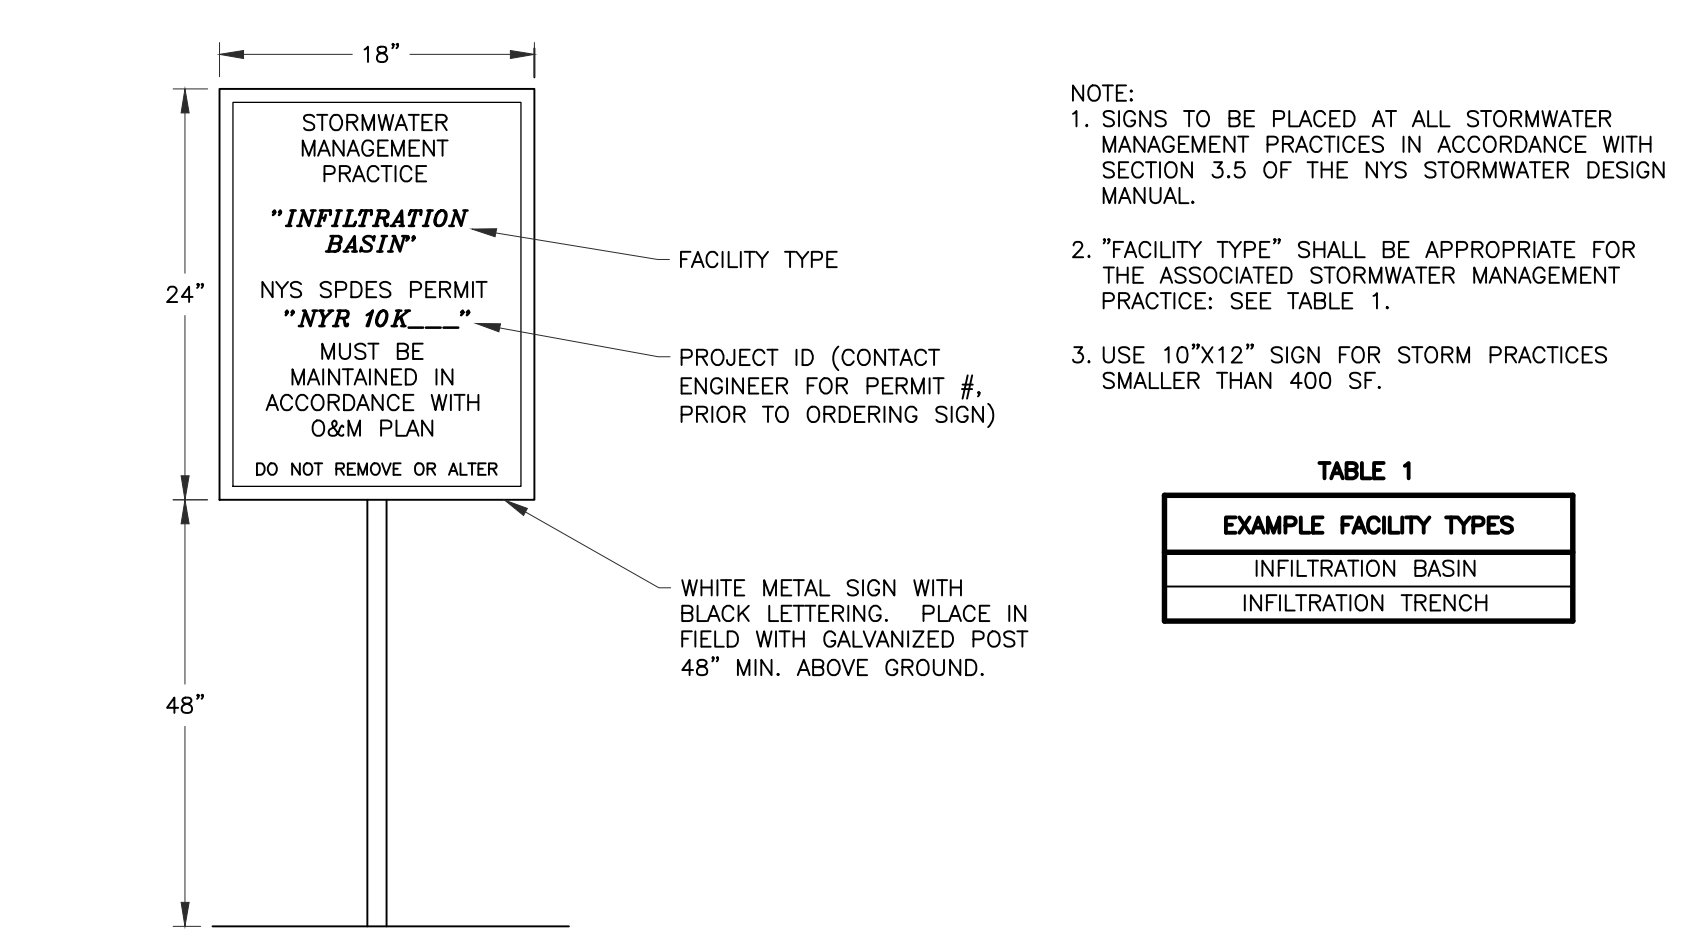 18"
STORMWATER
MANAGEMENT
PRACTICE
"INFILTRATION
BASIN"
NYS SPDES PERMIT
"NYR 10K___"
MUST BE
MAINTAINED IN
ACCORDANCE WITH
O&M PLAN
DO NOT REMOVE OR ALTER
24"
48"
FACILITY TYPE
PROJECT ID (CONTACT
ENGINEER FOR PERMIT #,
PRIOR TO ORDERING SIGN)
WHITE METAL SIGN WITH
BLACK LETTERING. PLACE IN
FIELD WITH GALVANIZED POST
48" MIN. ABOVE GROUND.
NOTE:
1. SIGNS TO BE PLACED AT ALL STORMWATER
MANAGEMENT PRACTICES IN ACCORDANCE WITH
SECTION 3.5 OF THE NYS STORMWATER DESIGN
MANUAL.
2. "FACILITY TYPE" SHALL BE APPROPRIATE FOR
THE ASSOCIATED STORMWATER MANAGEMENT
PRACTICE: SEE TABLE 1.
3. USE 10"X12" SIGN FOR STORM PRACTICES
SMALLER THAN 400 SF.
TABLE 1
EXAMPLE FACILITY TYPES
INFILTRATION BASIN
INFILTRATION TRENCH